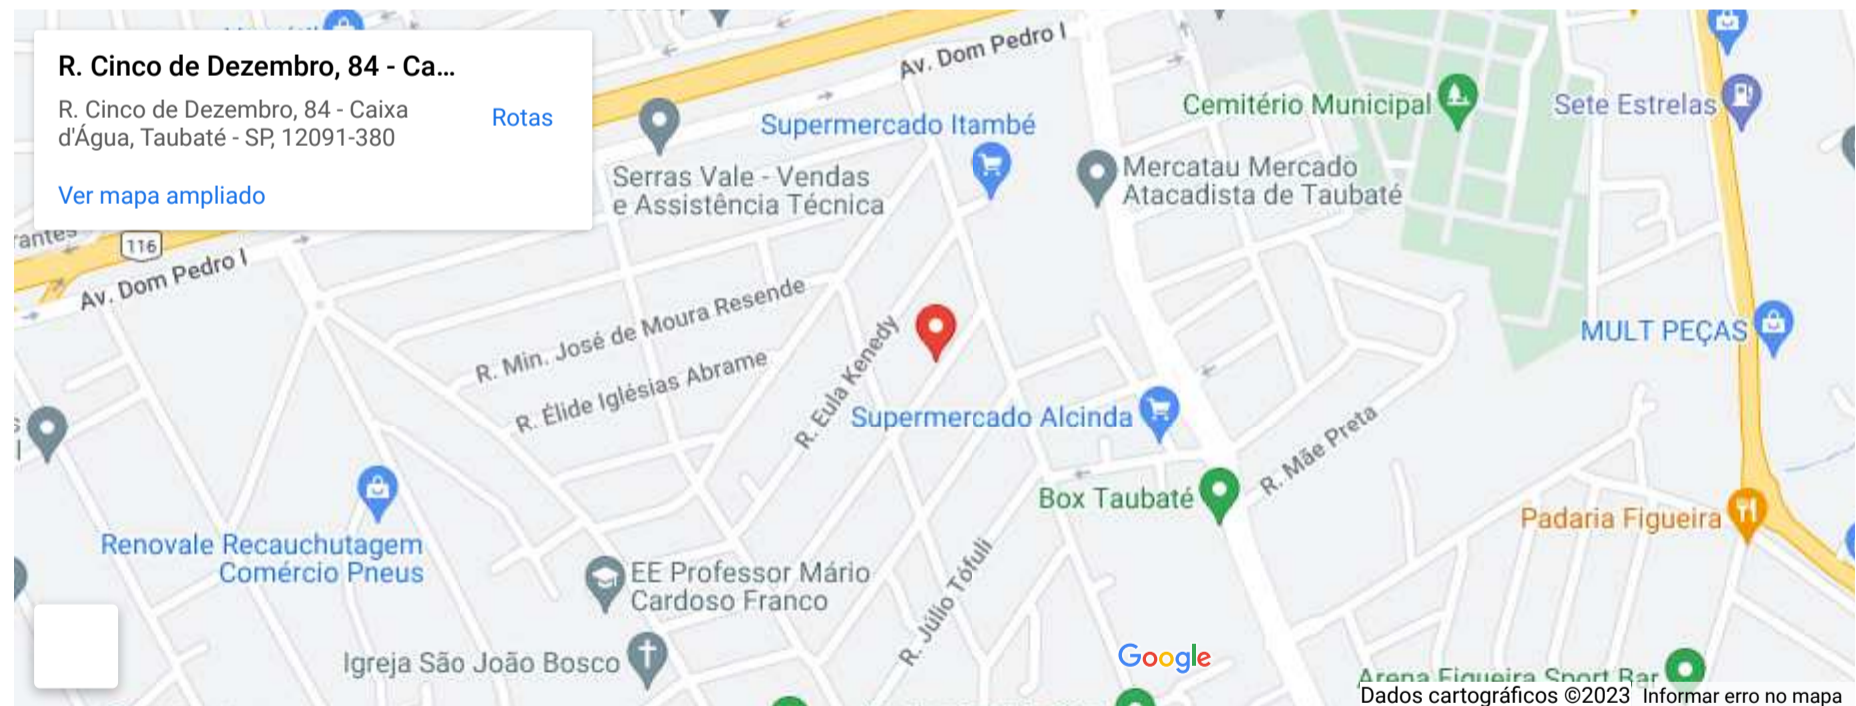 R. Cinco de Dezembro, 84 - Ca...
R. Cinco de Dezembro, 84 - Caixa
d'Água, Taubaté - SP, 12091-380
Rotas
Ver mapa ampliado
Av. Dom Pedro I
Cemitério Municipal
Sete Estrelas
Supermercado Itambé
Serras Vale - Vendas
e Assistência Técnica
Mercatau Mercado
Atacadista de Taubaté
116
Av. Dom Pedro I
R. Min. José de Moura Resende
R. Élide Iglésias Abrame
R. Eula Kenedy
MULT PEÇAS
Supermercado Alcinda
R. Mãe Preta
Box Taubaté
Padaria Figueira
Renovale Recauchutagem
Comércio Pneus
EE Professor Mário
Cardoso Franco
R. Júlio Tófuli
Igreja São João Bosco
Google
Arena Figueira Sport Bar
Dados cartográficos ©2023
Informar erro no mapa